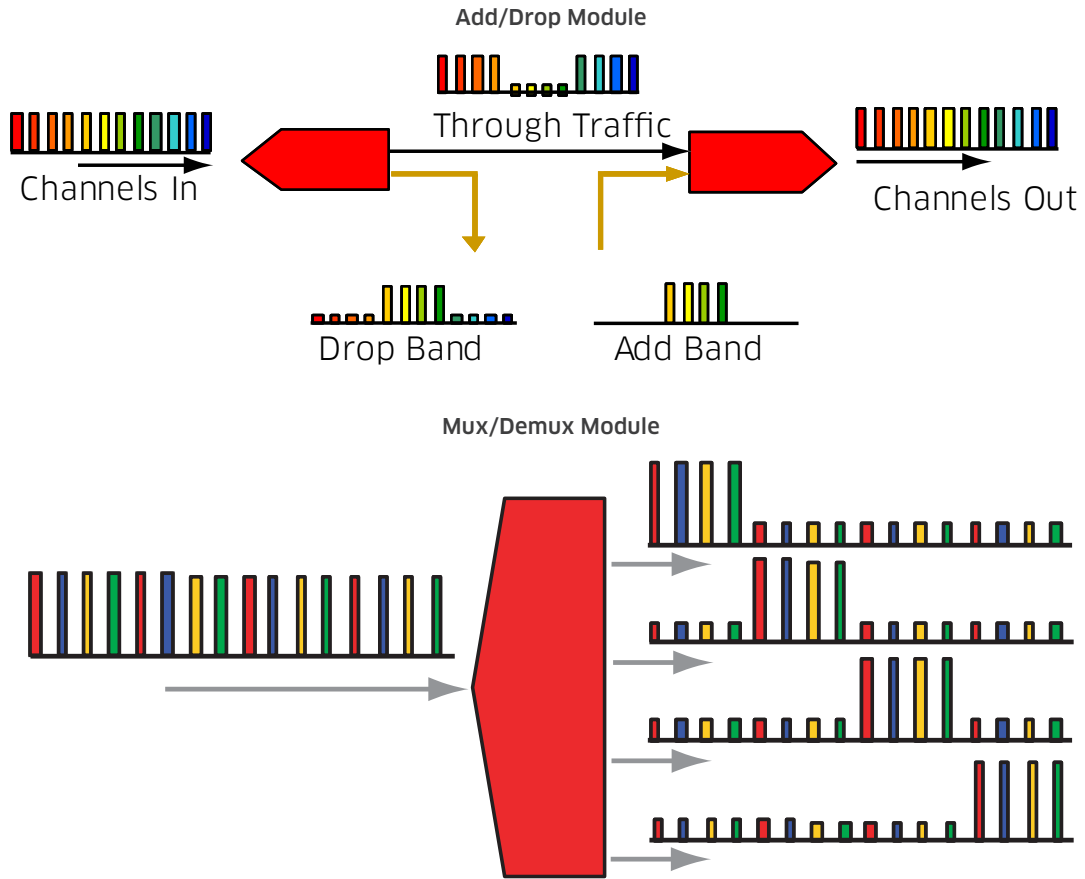 Add/Drop Module
Through Traffic
Channels In
Channels Out
Drop Band
Add Band
Mux/Demux Module